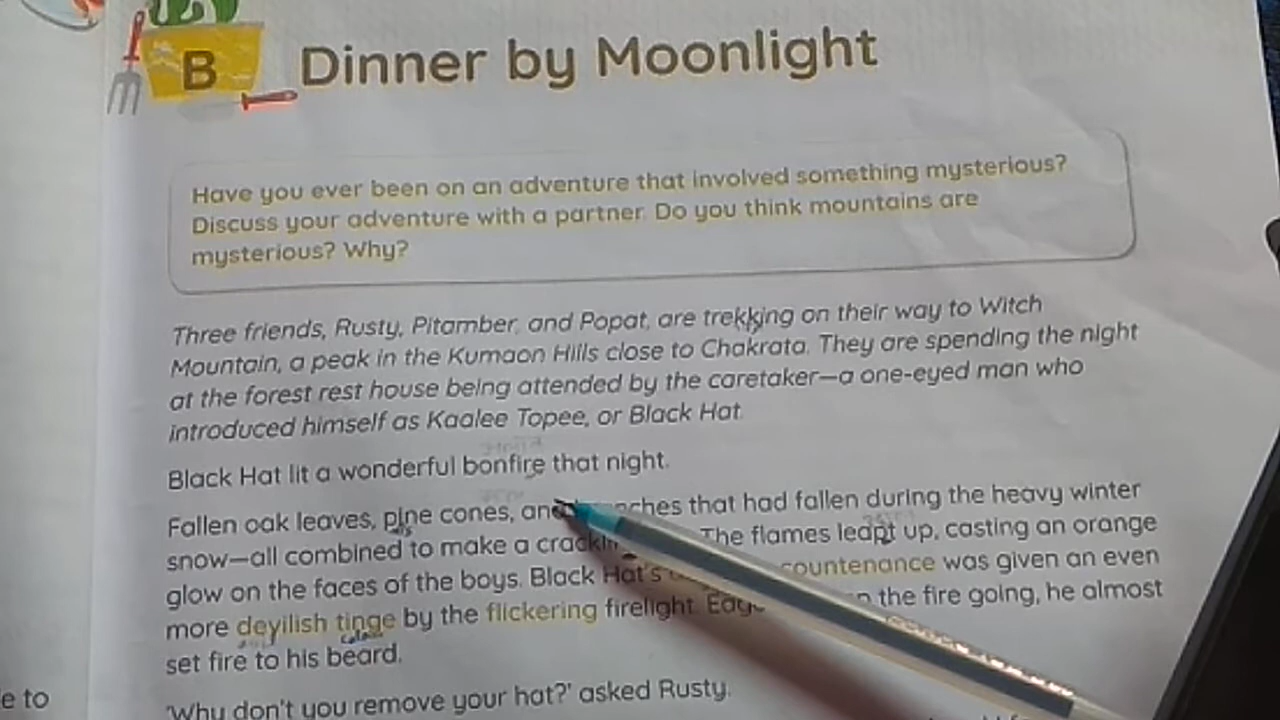 B Dinner by Moonlight
Have you ever been on an adventure that involved something mysterious?
Discuss your adventure with a partner. Do you think mountains are
mysterious? Why?
Three friends, Rusty, Pitamber, and Popat, are trekking on their way to Witch
Mountain, a peak in the Kumaon Hills close to Chakrata. They are spending the night
at the forest rest house being attended by the caretaker—a one-eyed man who
introduced himself as Kaalee Topee, or Black Hat.
Black Hat lit a wonderful bonfire that night.
Fallen oak leaves, pine cones, and that had fallen during the heavy winter
snow—all combined to make a The flames leapt up, casting an orange
glow on the faces of the boys. Black Hat's countenance was given an even
more devilish tinge by the flickering firelight. the fire going, he almost
set fire to his beard.
e to
'Why don't you remove your hat?' asked Rusty.